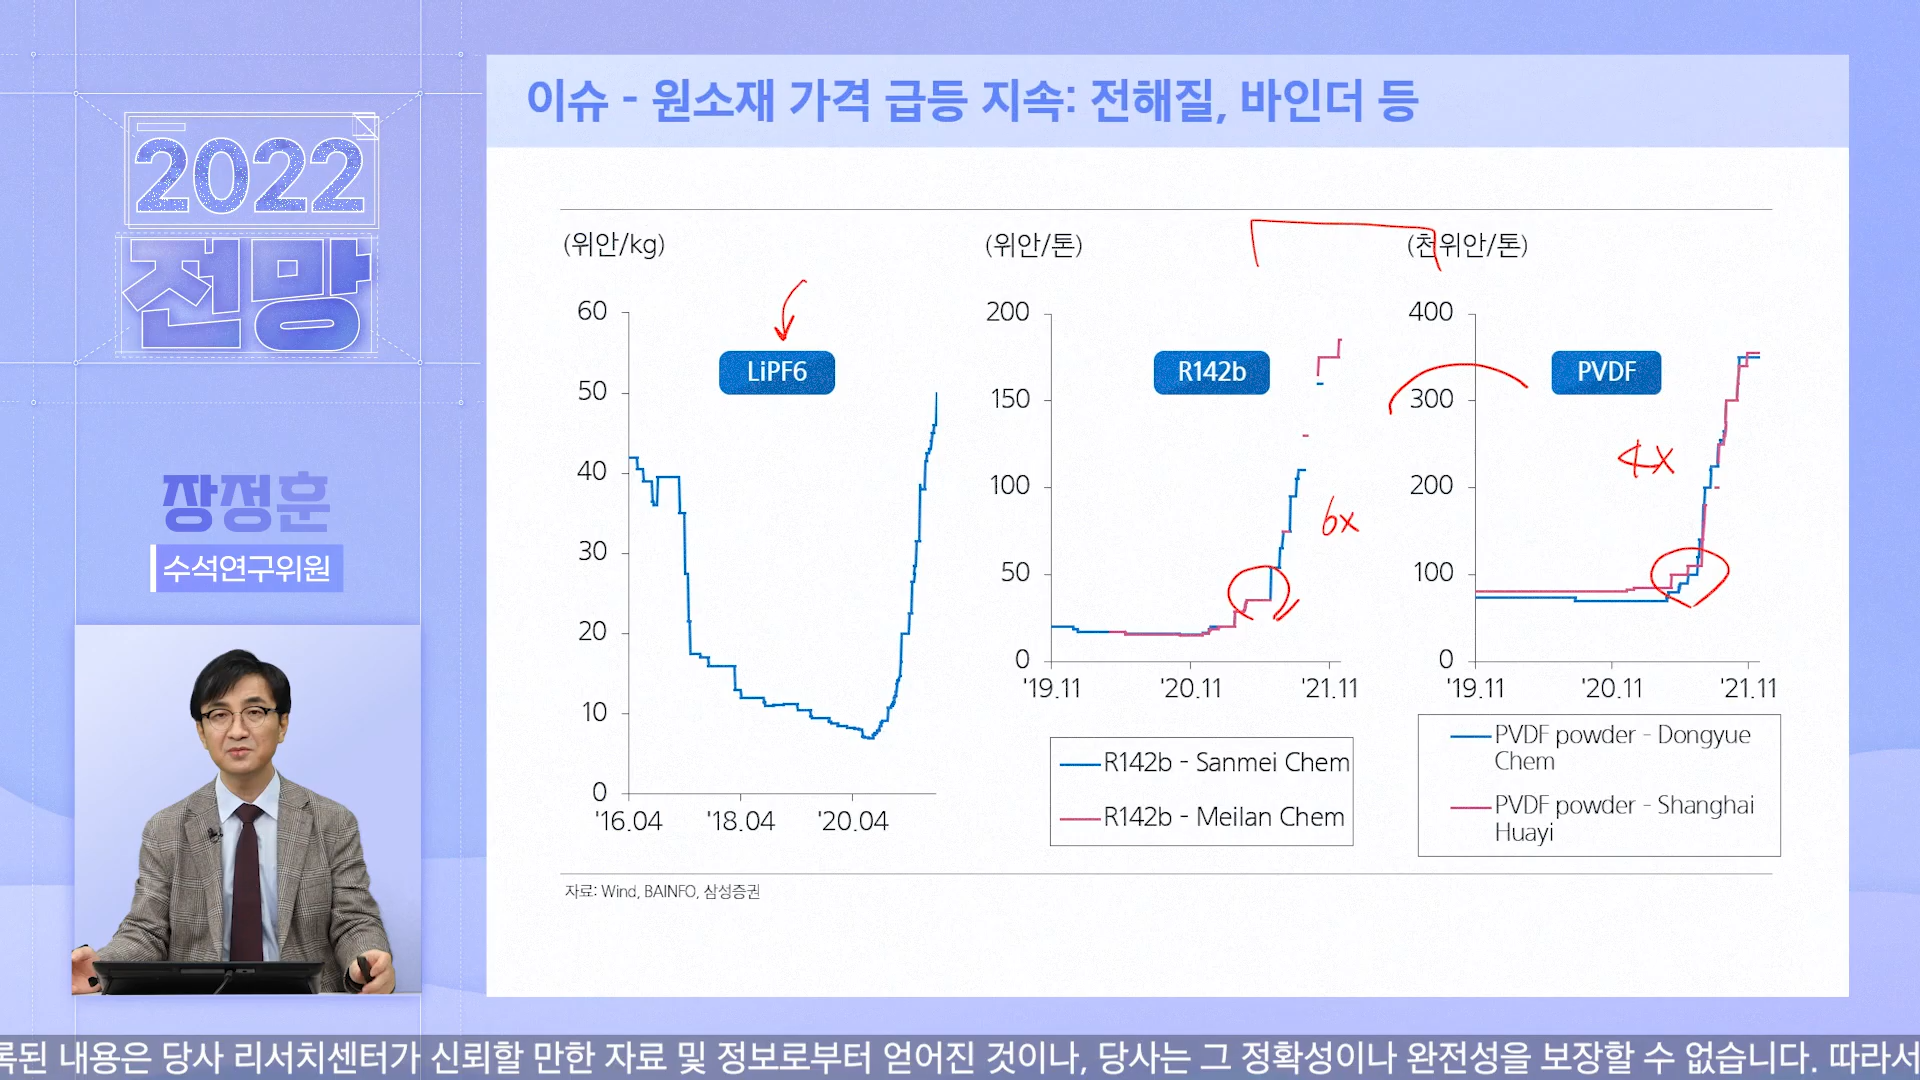 2022
전망
장정훈
수석연구위원
이슈 - 원소재 가격 급등 지속: 전해질, 바인더 등
(위안/kg)
60
50
40
30
20
10
0
'16.04 '18.04 '20.04
LiPF6
(위안/톤)
200
150
100
50
0
'19.11 '20.11 '21.11
R142b
6x
R142b - Sanmei Chem
R142b - Meilan Chem
(천위안/톤)
400
300
200
100
0
'19.11 '20.11 '21.11
PVDF
4x
PVDF powder - Dongyue
Chem
PVDF powder - Shanghai
Huayi
자료: Wind, BAINFO, 삼성증권
록된 내용은 당사 리서치센터가 신뢰할 만한 자료 및 정보로부터 얻어진 것이나, 당사는 그 정확성이나 완전성을 보장할 수 없습니다. 따라서